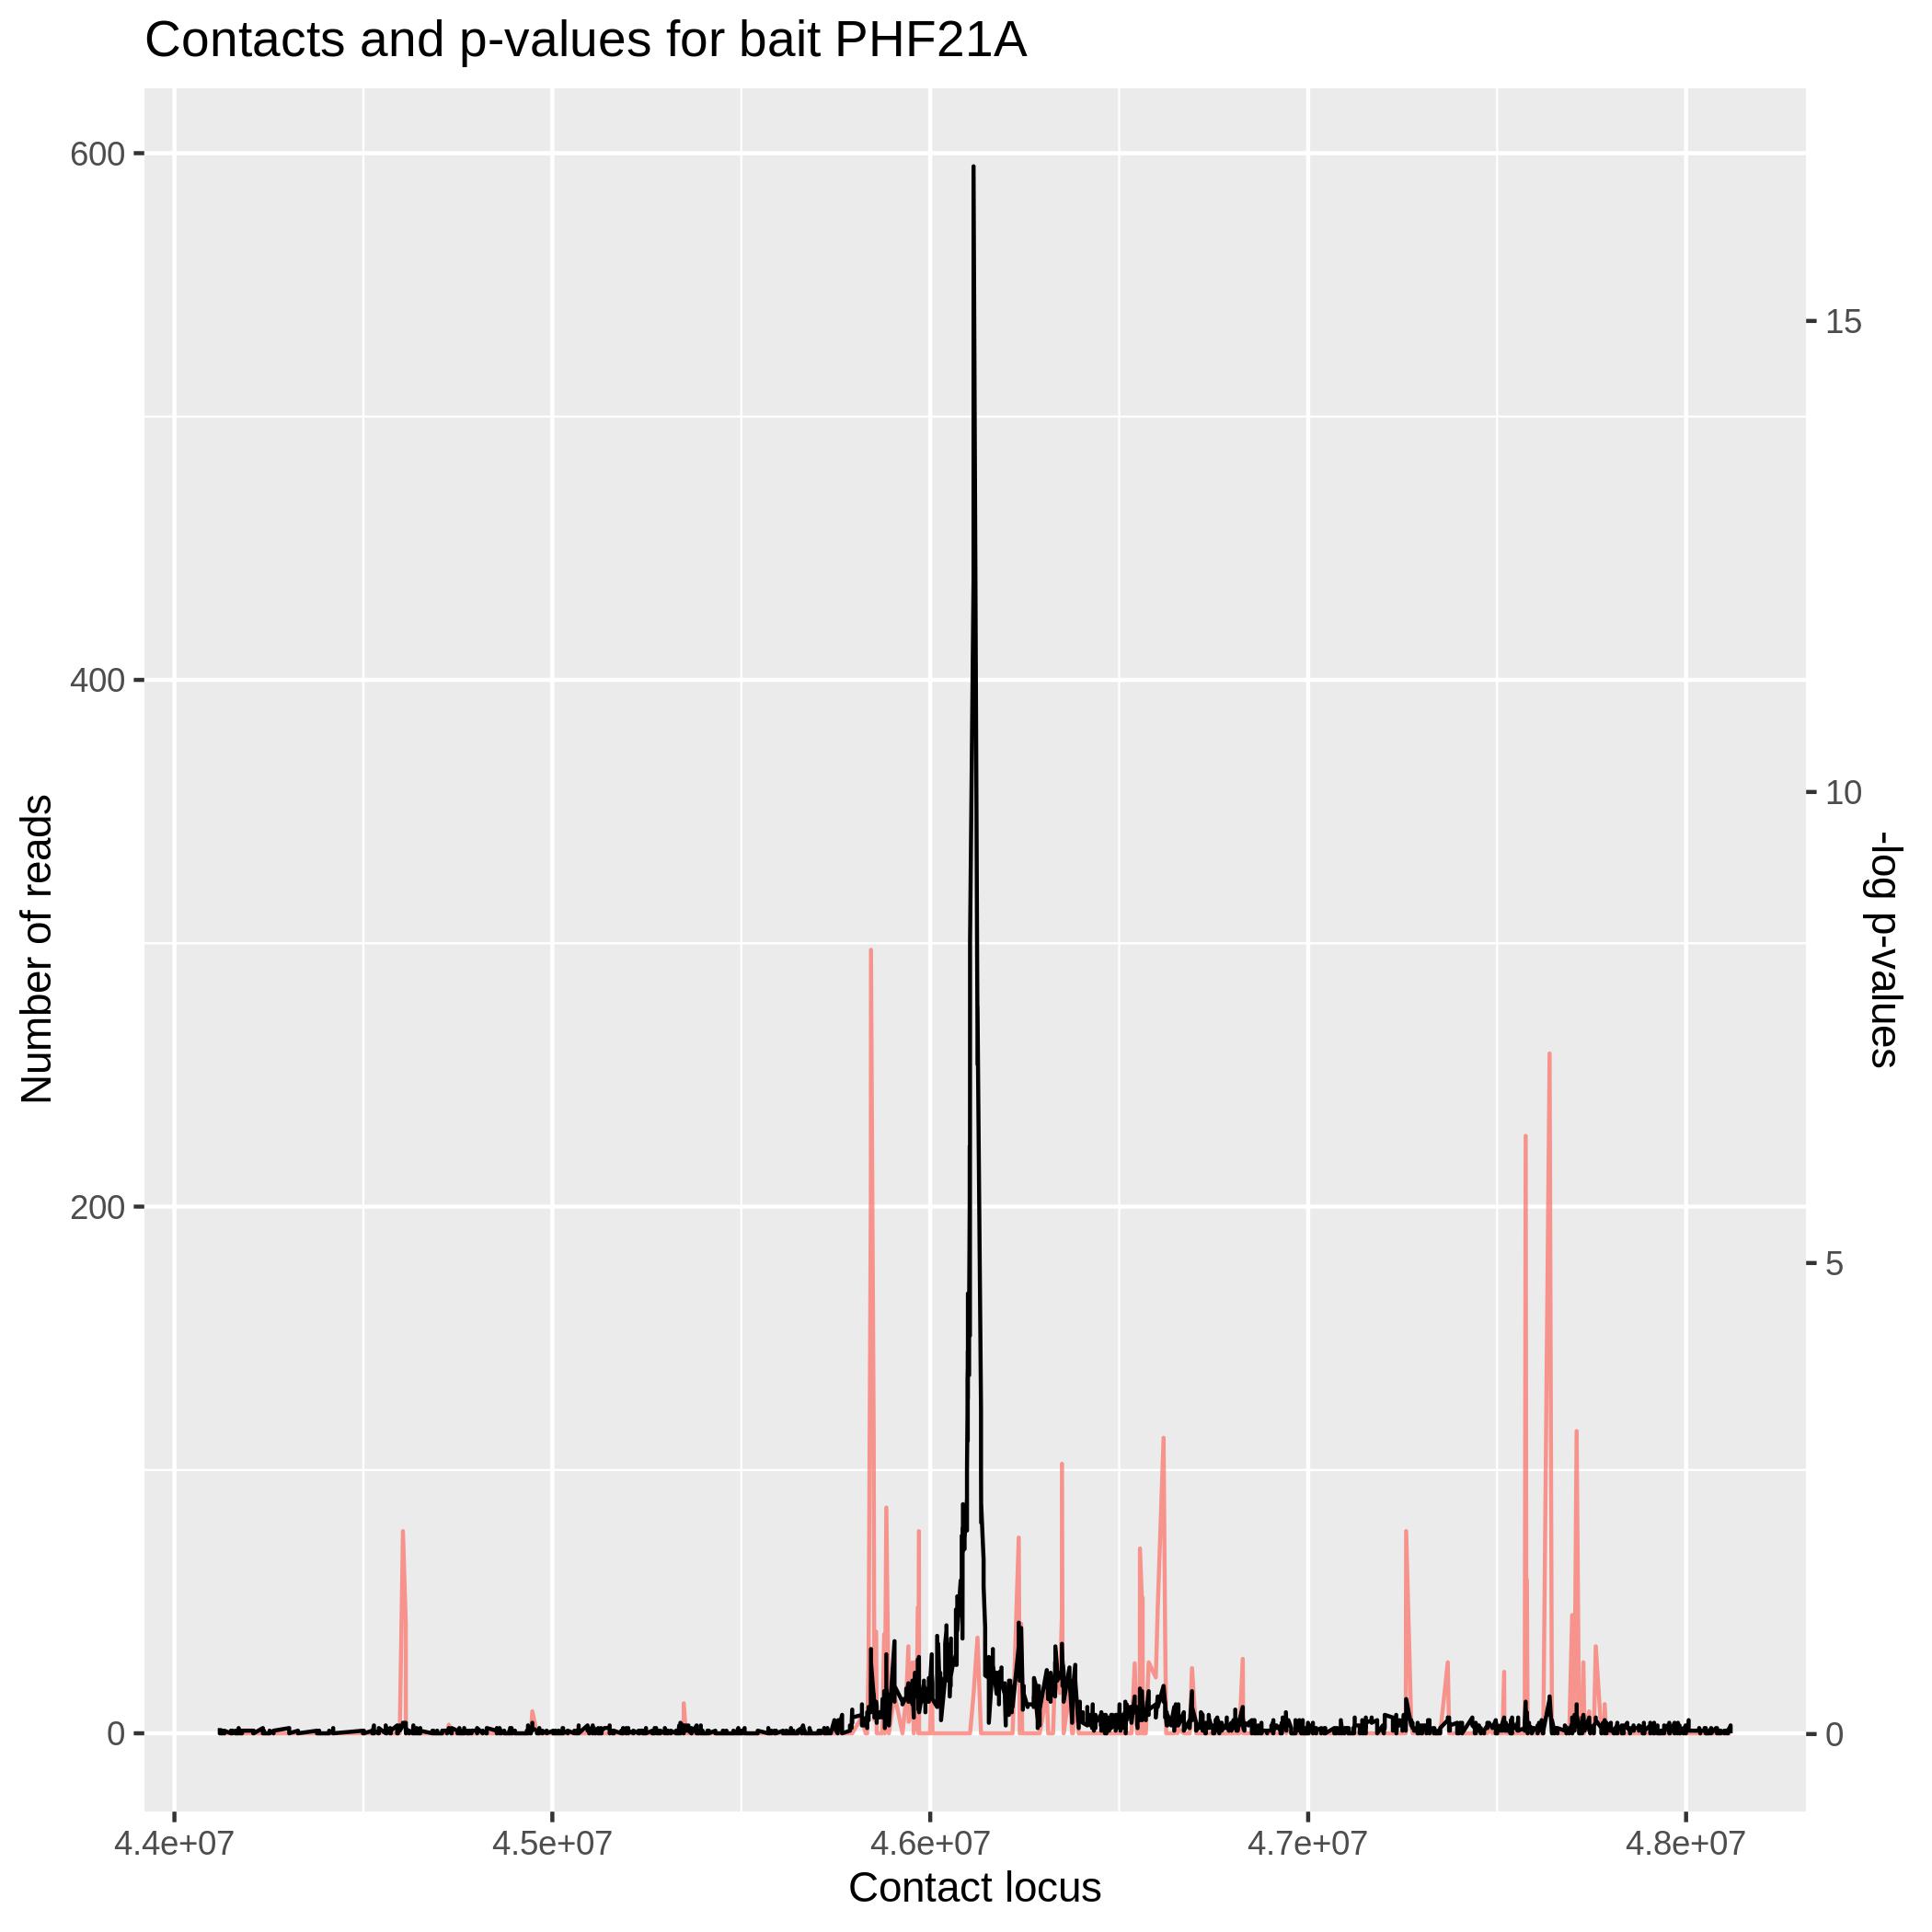 Contacts and p-values for bait PHF21A
600
400
200
0
Number of reads
15
10
5
0
-log p-values
4.4e+07
4.5e+07
4.6e+07
4.7e+07
4.8e+07
Contact locus